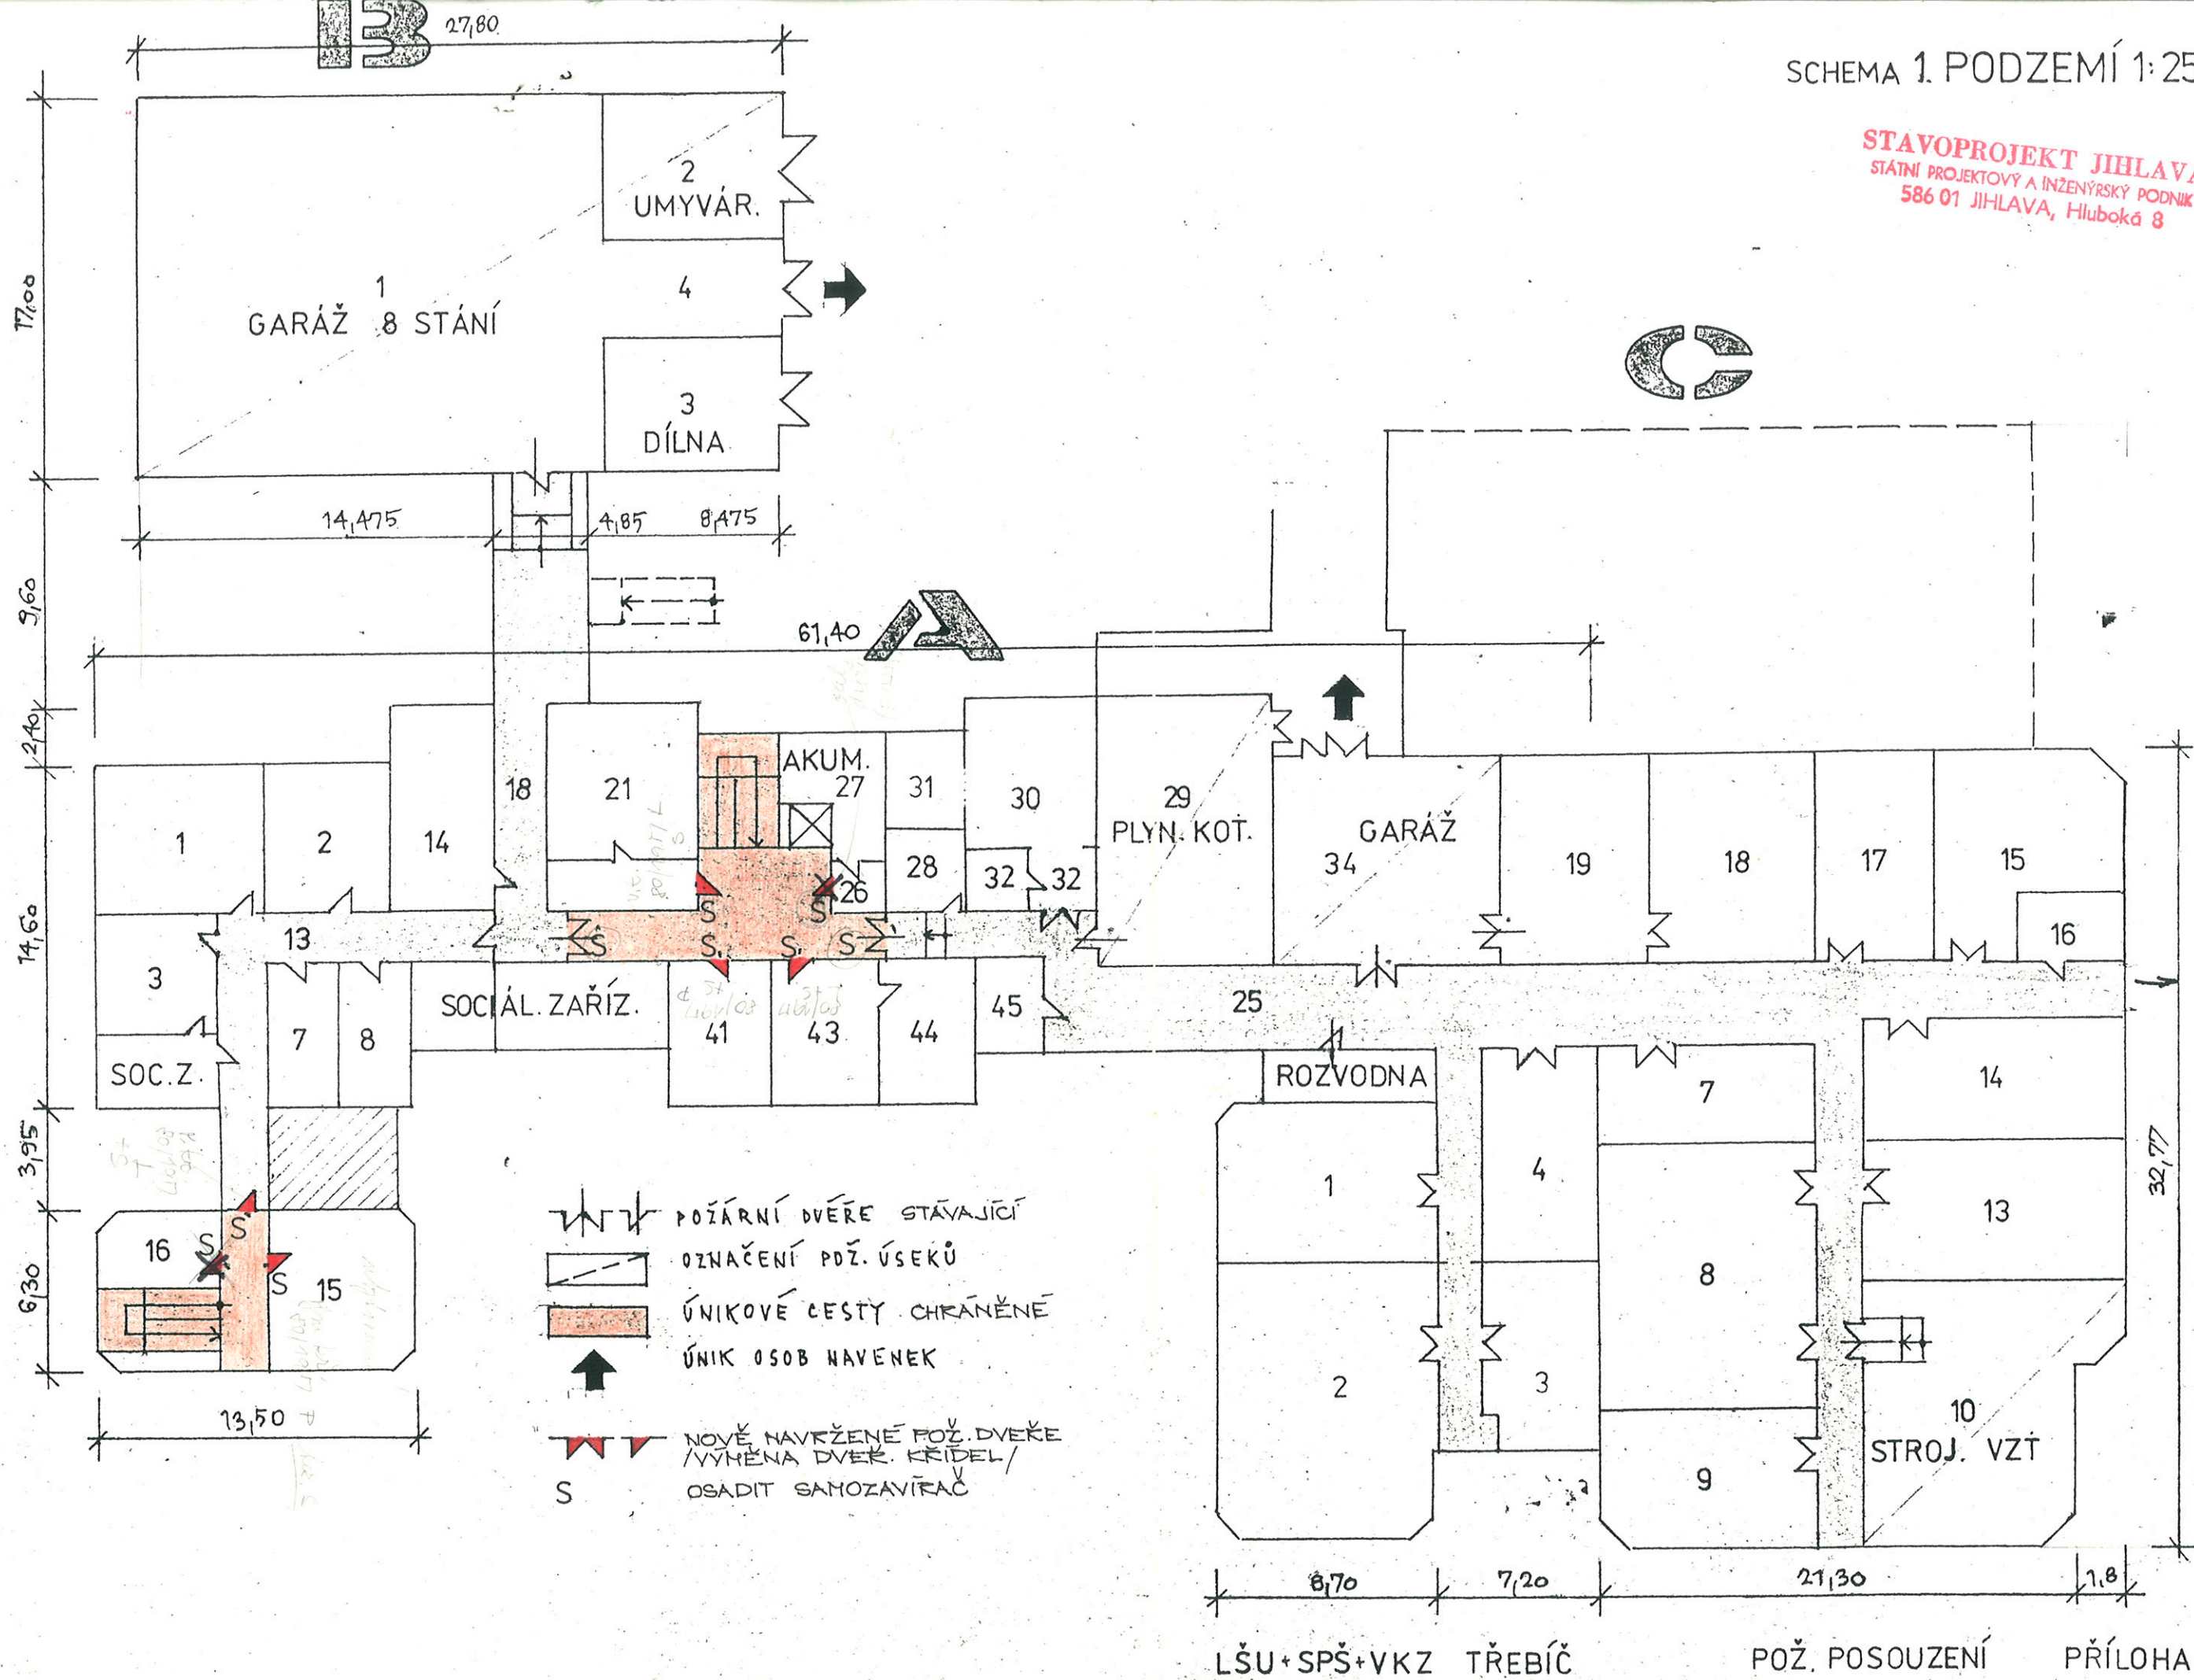 B
27,80
SCHEMA 1. PODZEMÍ 1:25
STAVOPROJEKT JIHLAVA
STÁTNÍ PROJEKTOVÝ A INŽENÝRSKÝ PODNIK
586 01 JIHLAVA, Hluboká 8
2
UMYVÁR.
1
GARÁŽ 8 STÁNÍ
4
3
DÍLNA
17,00
C
14,475
4,85
8,475
9,60
61,40
A
2,40
AKUM.
27
18
21
31
30
29
PLYN. KOT.
GARÁŽ
34
19
18
17
15
1
2
14
28
32
32
26
16
13
S
S
S
S
S
S
14,60
3
SOCIÁL. ZAŘÍZ.
41
43
44
45
25
7
8
SOC.Z.
ROZVODNA
7
14
3,95
1
4
13
32,77
S
S
16
S
15
6,30
8
2
3
10
STROJ. VZT
9
13,50
POŽÁRNÍ DVEŘE STÁVAJÍCÍ
OZNAČENÍ POŽ. ÚSEKŮ
ÚNIKOVÉ CESTY CHRÁNĚNÉ
ÚNIK OSOB NAVENEK
NOVĚ NAVRŽENÉ POŽ. DVEŘE
/VÝMĚNA DVEŘ. KŘÍDEL/
S OSADIT SAMOZAVÍRAČ
8,70
7,20
21,30
1,8
LŠU+SPŠ+VKZ TŘEBÍČ POŽ. POSOUZENÍ PŘÍLOHA